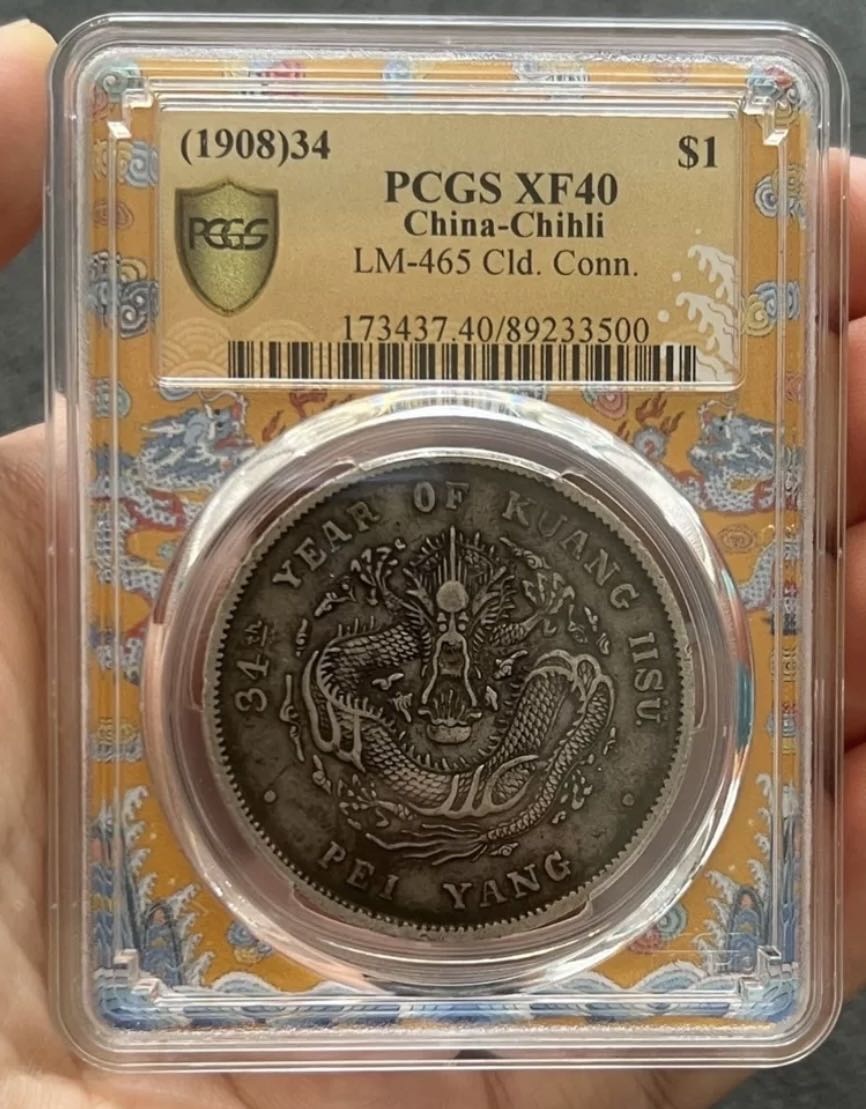 (1908)34 $1
PCGS XF40
China-Chihli
LM-465 Cld. Conn.
PCGS
173437.40/89233500
34TH YEAR OF KUANG HSU
PEI YANG